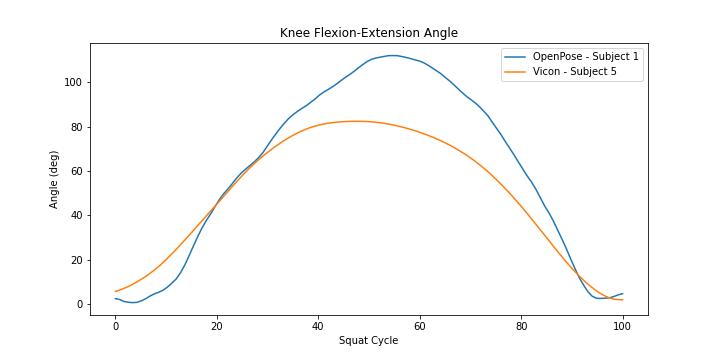 Knee Flexion-Extension Angle
OpenPose - Subject 1
Vicon - Subject 5
Angle (deg)
100
80
60
40
20
0
0 20 40 60 80 100
Squat Cycle